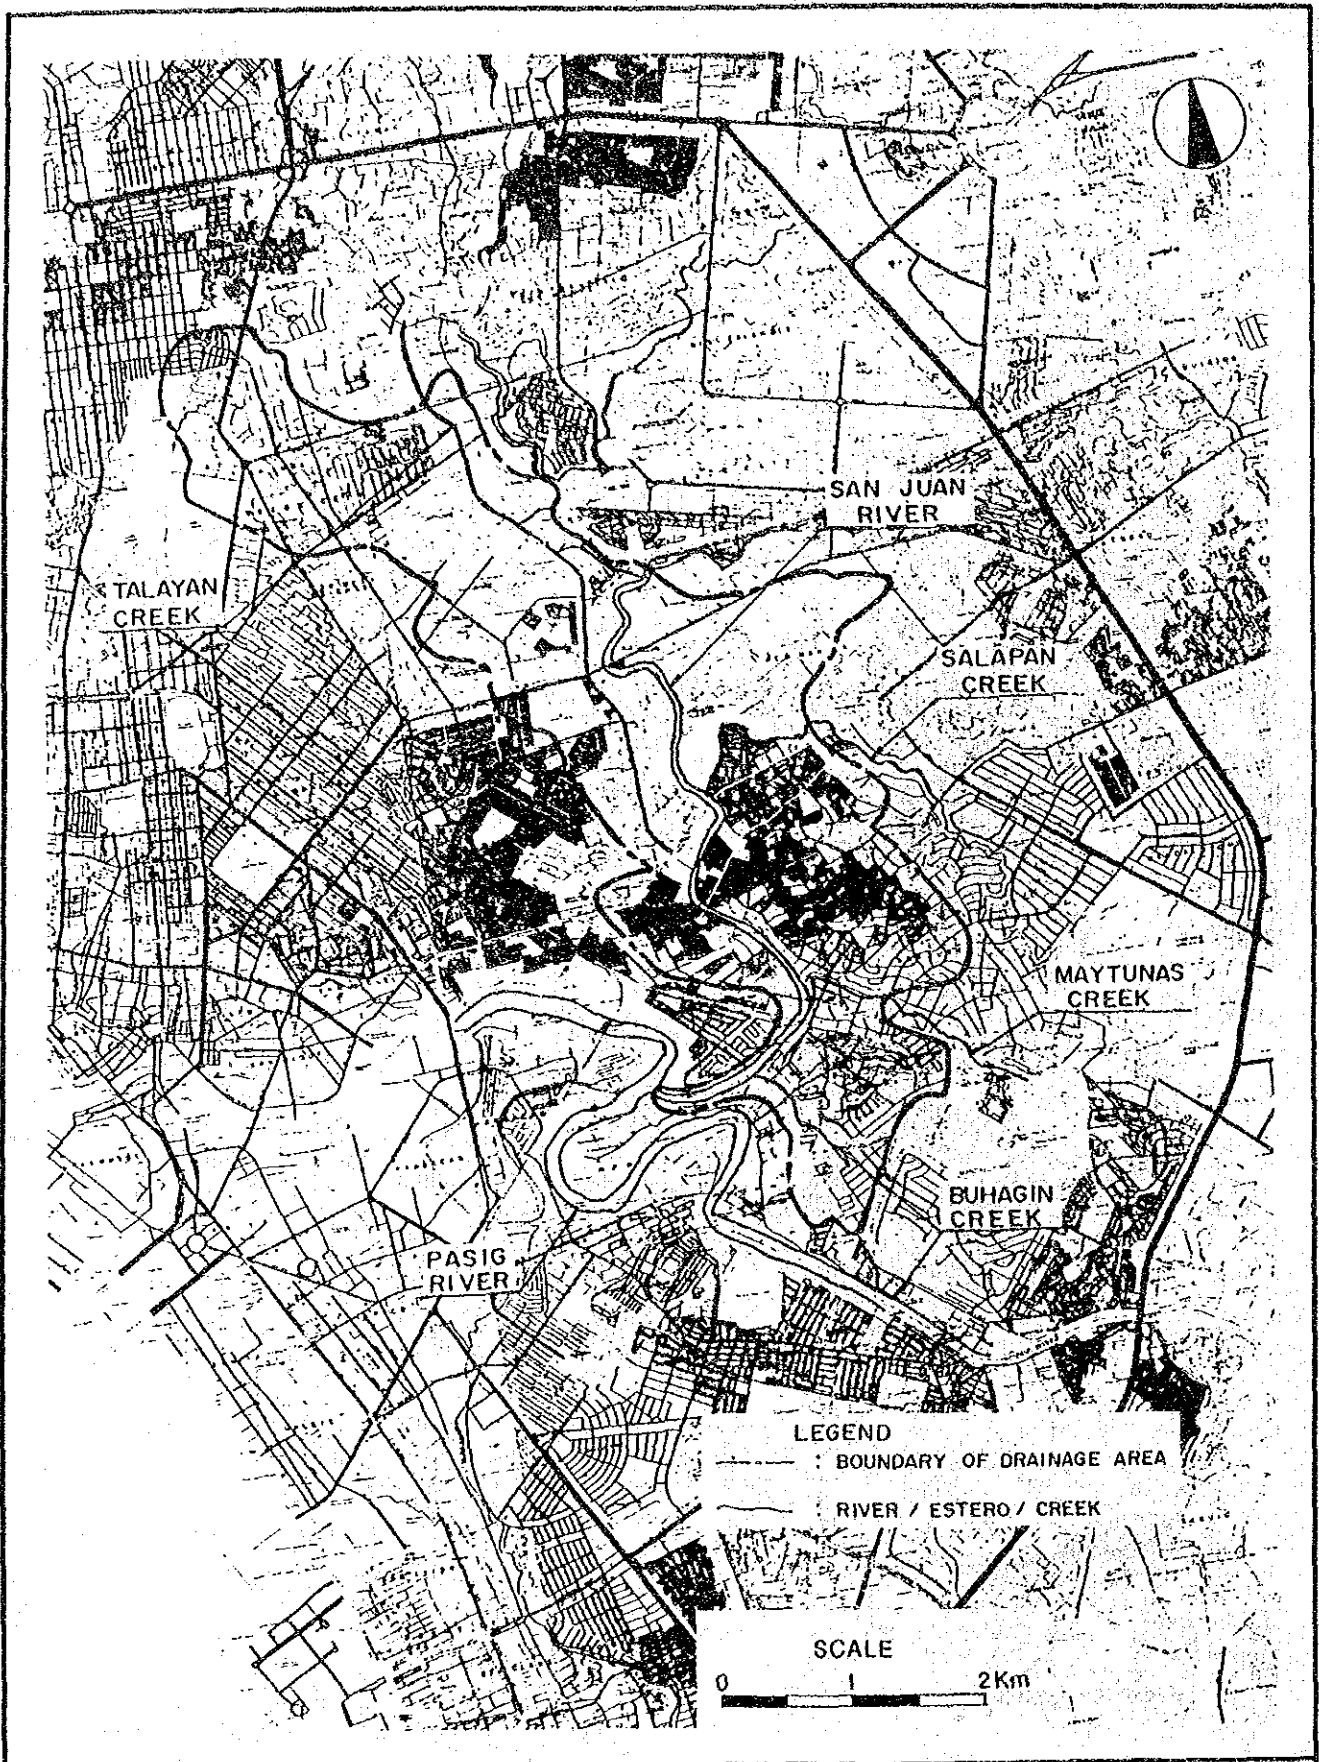 SAN JUAN
RIVER
TALAYAN
CREEK
SALAPAN
CREEK
MAYTUNAS
CREEK
BUHAGIN
CREEK
PASIG
RIVER
LEGEND
: BOUNDARY OF DRAINAGE AREA
: RIVER / ESTERO / CREEK
SCALE
0 1 2Km